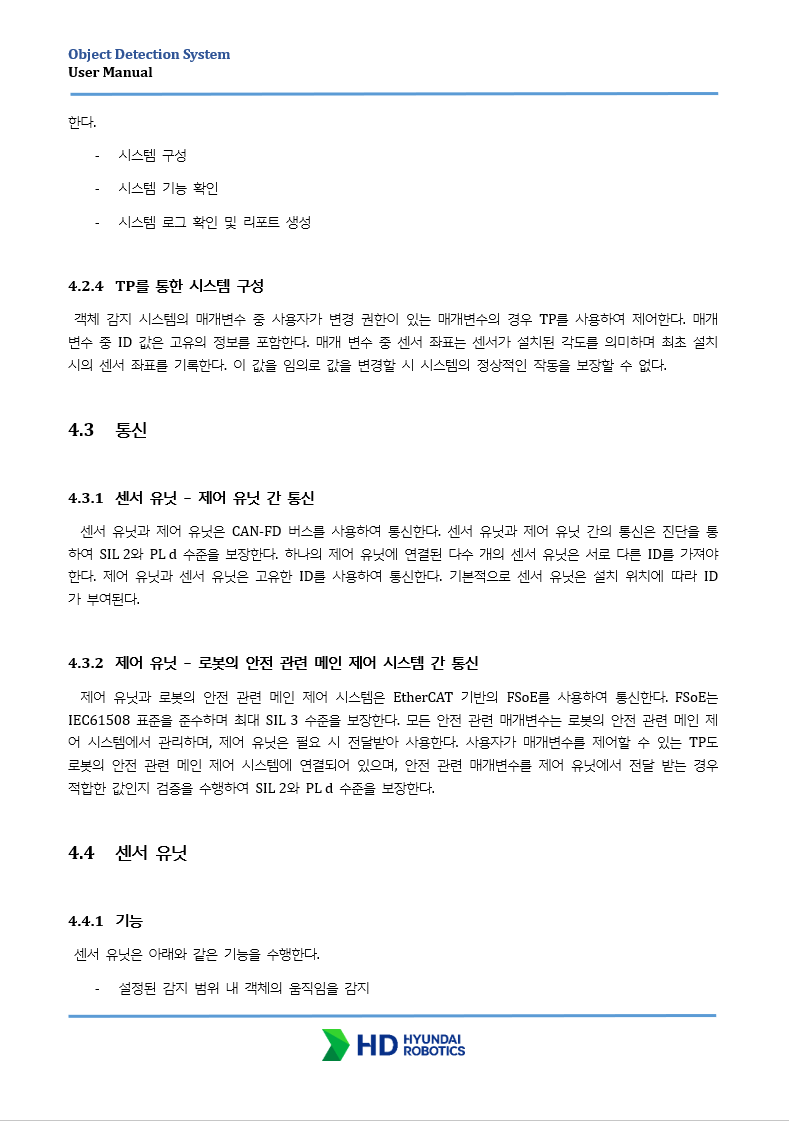 Object Detection System
User Manual
한다.
- 시스템 구성
- 시스템 기능 확인
- 시스템 로그 확인 및 리포트 생성
4.2.4 TP를 통한 시스템 구성
객체 감지 시스템의 매개변수 중 사용자가 변경 권한이 있는 매개변수의 경우 TP를 사용하여 제어한다. 매개
변수 중 ID 값은 고유의 정보를 포함한다. 매개 변수 중 센서 좌표는 센서가 설치된 각도를 의미하며 최초 설치
시의 센서 좌표를 기록한다. 이 값을 임의로 값을 변경할 시 시스템의 정상적인 작동을 보장할 수 없다.
4.3 통신
4.3.1 센서 유닛 – 제어 유닛 간 통신
센서 유닛과 제어 유닛은 CAN-FD 버스를 사용하여 통신한다. 센서 유닛과 제어 유닛 간의 통신은 진단을 통
하여 SIL 2와 PL d 수준을 보장한다. 하나의 제어 유닛에 연결된 다수 개의 센서 유닛은 서로 다른 ID를 가져야
한다. 제어 유닛과 센서 유닛은 고유한 ID를 사용하여 통신한다. 기본적으로 센서 유닛은 설치 위치에 따라 ID
가 부여된다.
4.3.2 제어 유닛 – 로봇의 안전 관련 메인 제어 시스템 간 통신
제어 유닛과 로봇의 안전 관련 메인 제어 시스템은 EtherCAT 기반의 FSoE를 사용하여 통신한다. FSoE는
IEC61508 표준을 준수하며 최대 SIL 3 수준을 보장한다. 모든 안전 관련 매개변수는 로봇의 안전 관련 메인 제
어 시스템에서 관리하며, 제어 유닛은 필요 시 전달받아 사용한다. 사용자가 매개변수를 제어할 수 있는 TP도
로봇의 안전 관련 메인 제어 시스템에 연결되어 있으며, 안전 관련 매개변수를 제어 유닛에서 전달 받는 경우
적합한 값인지 검증을 수행하여 SIL 2와 PL d 수준을 보장한다.
4.4 센서 유닛
4.4.1 기능
센서 유닛은 아래와 같은 기능을 수행한다.
- 설정된 감지 범위 내 객체의 움직임을 감지
HD HYUNDAI
ROBOTICS